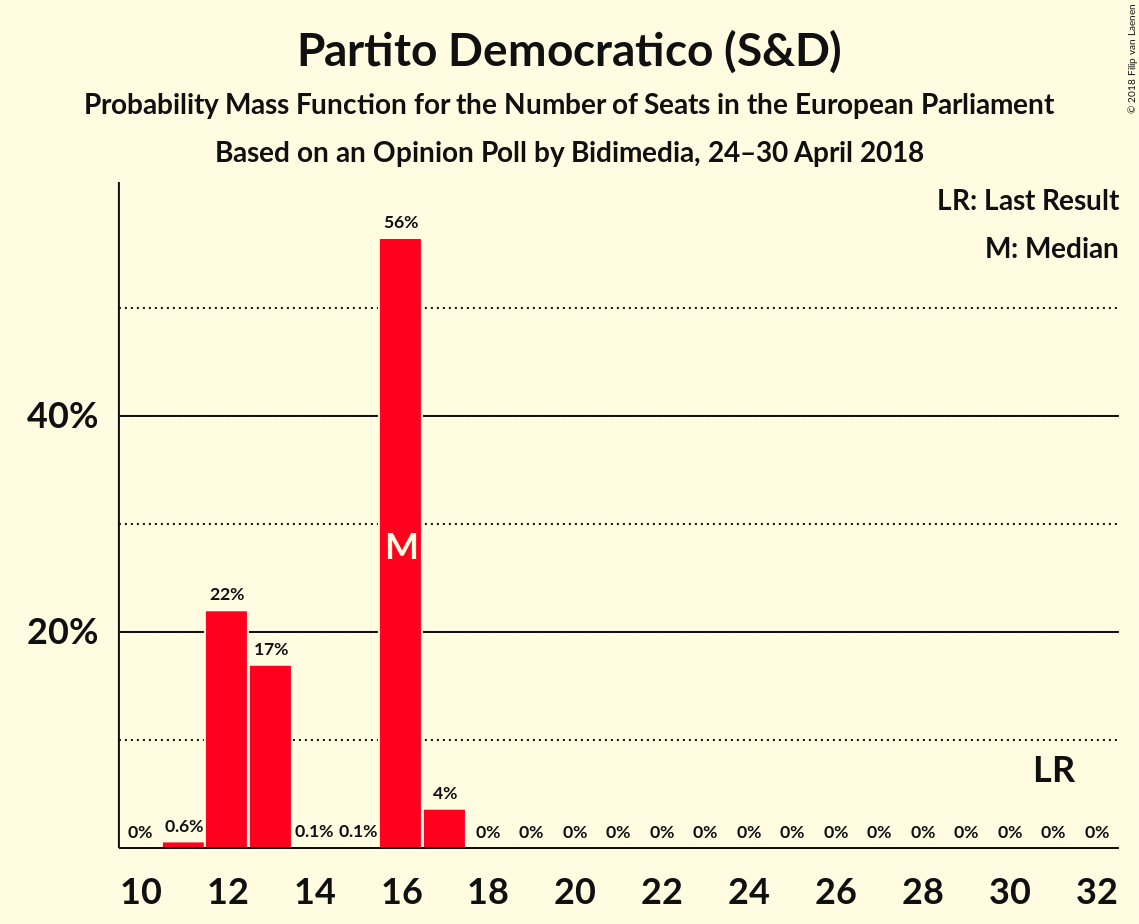 Partito Democratico (S&D)
Probability Mass Function for the Number of Seats in the European Parliament
Based on an Opinion Poll by Bidimedia, 24–30 April 2018
© 2018 Filip van Laenen
LR: Last Result
M: Median
56%
40%
M
22%
20%
17%
LR
4%
0% 0.6% 0.1% 0.1% 0% 0% 0% 0% 0% 0% 0% 0% 0% 0% 0% 0% 0% 0% 0%
10 12 14 16 18 20 22 24 26 28 30 32